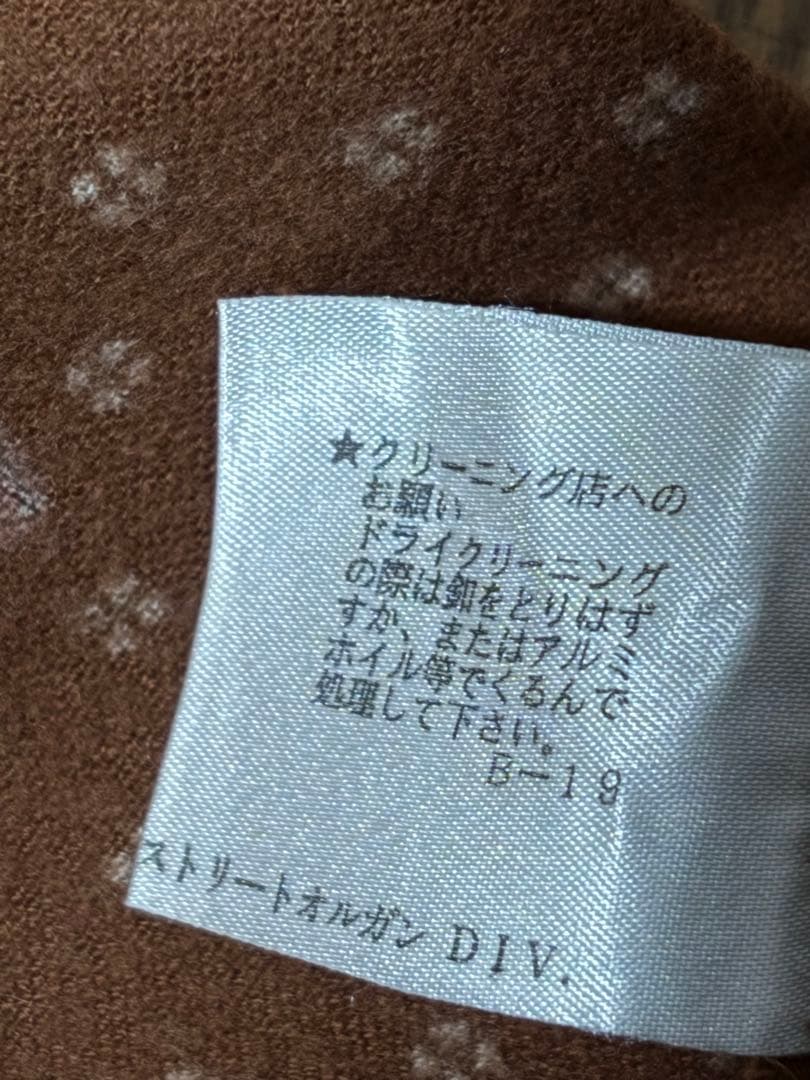 ★クリーニング店への
お願い
ドライクリーニング
の際は釦をとりはず
すか、またはアルミ
ホイル等でくるんで
処理して下さい。
B-19
ストリートオルガン DIV.